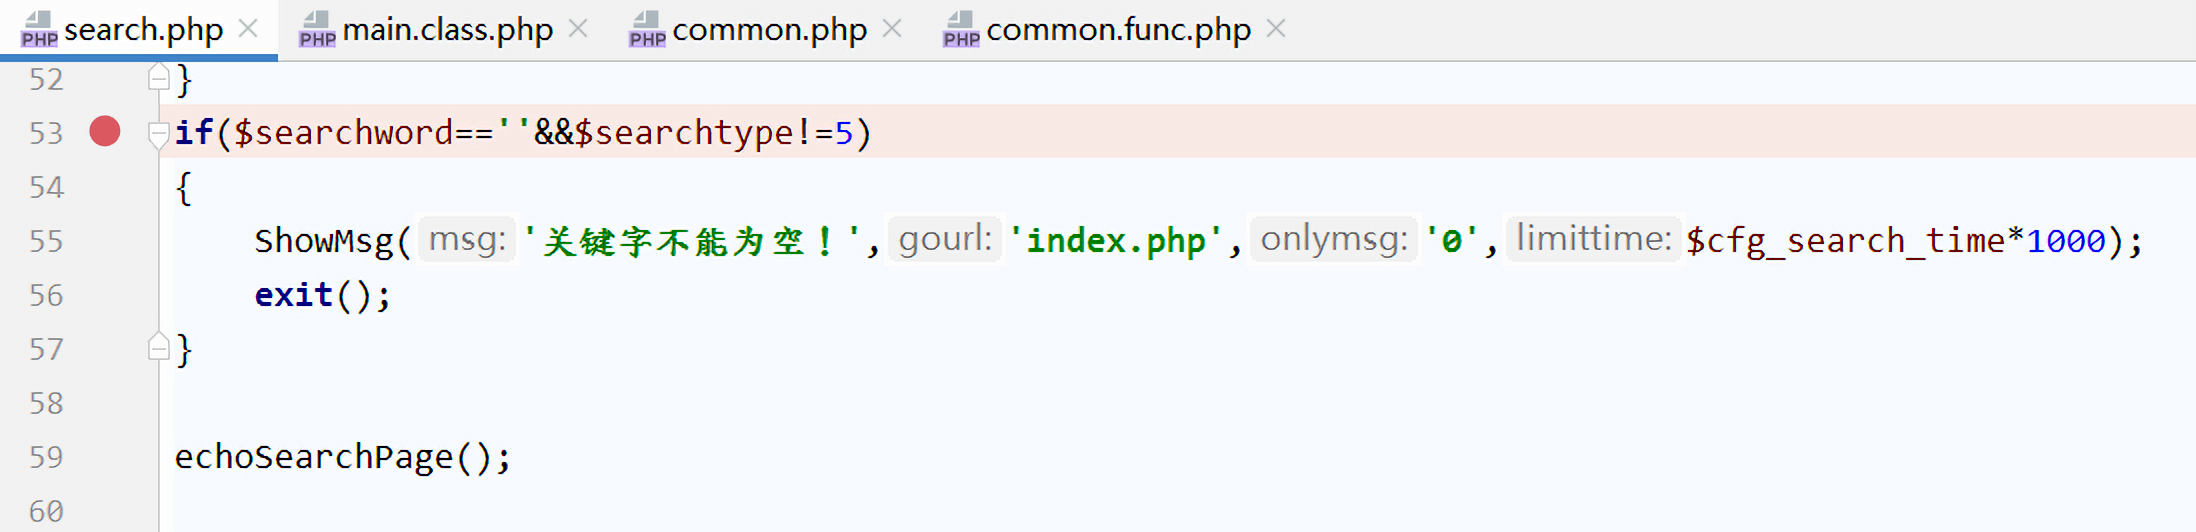 PHP search.php × PHP main.class.php × PHP common.php × PHP common.func.php ×
52 }
53 if($searchword==''&&$searchtype!=5)
54 {
55 ShowMsg( msg: '关键字不能为空！', gourl: 'index.php', onlymsg: '0', limittime: $cfg_search_time*1000);
56 exit();
57 }
58
59 echoSearchPage();
60